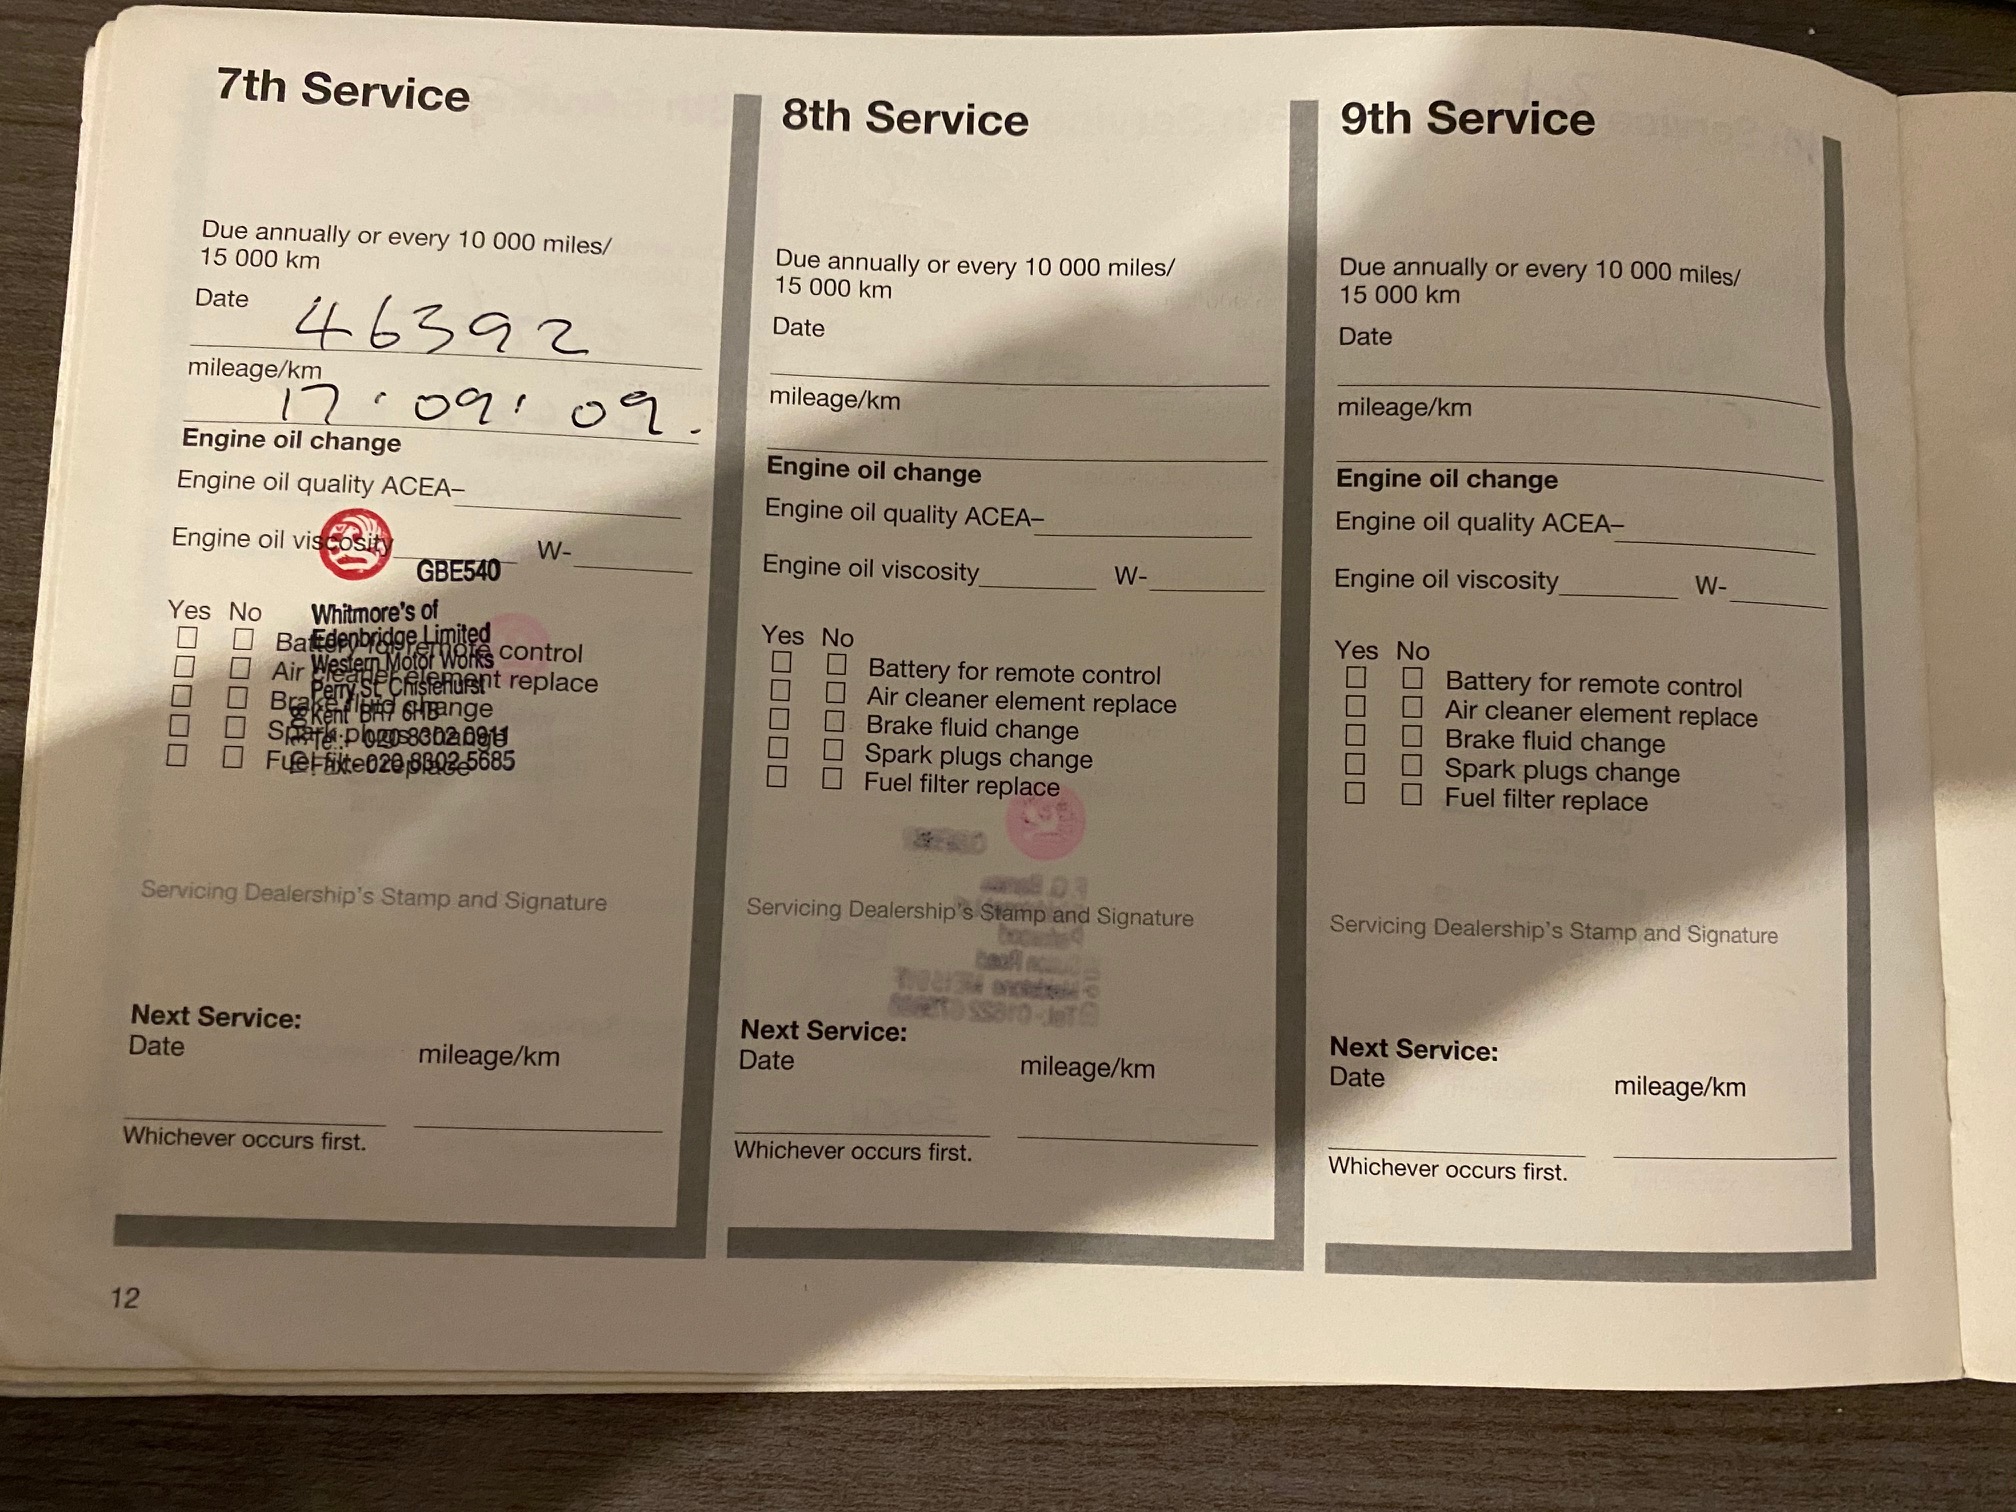 7th Service
Due annually or every 10 000 miles/
15 000 km
Date 46392
mileage/km
17·09·09.
Engine oil change
Engine oil quality ACEA–
Engine oil viscosity W-
GBE540
Whitmore's of
Edenbridge Limited
Western Motor Works
Perry St Chislehurst
Kent BR7 6HB
Tel:- 020 8302 0911
Fax:- 020 8302 5685
Yes No
Battery for remote control
Air cleaner element replace
Brake fluid change
Spark plugs change
Fuel filter replace
Servicing Dealership's Stamp and Signature
Next Service:
Date mileage/km
Whichever occurs first.
12
8th Service
Due annually or every 10 000 miles/
15 000 km
Date
mileage/km
Engine oil change
Engine oil quality ACEA–
Engine oil viscosity W-
Yes No
Battery for remote control
Air cleaner element replace
Brake fluid change
Spark plugs change
Fuel filter replace
Servicing Dealership's Stamp and Signature
Next Service:
Date mileage/km
Whichever occurs first.
9th Service
Due annually or every 10 000 miles/
15 000 km
Date
mileage/km
Engine oil change
Engine oil quality ACEA–
Engine oil viscosity W-
Yes No
Battery for remote control
Air cleaner element replace
Brake fluid change
Spark plugs change
Fuel filter replace
Servicing Dealership's Stamp and Signature
Next Service:
Date mileage/km
Whichever occurs first.